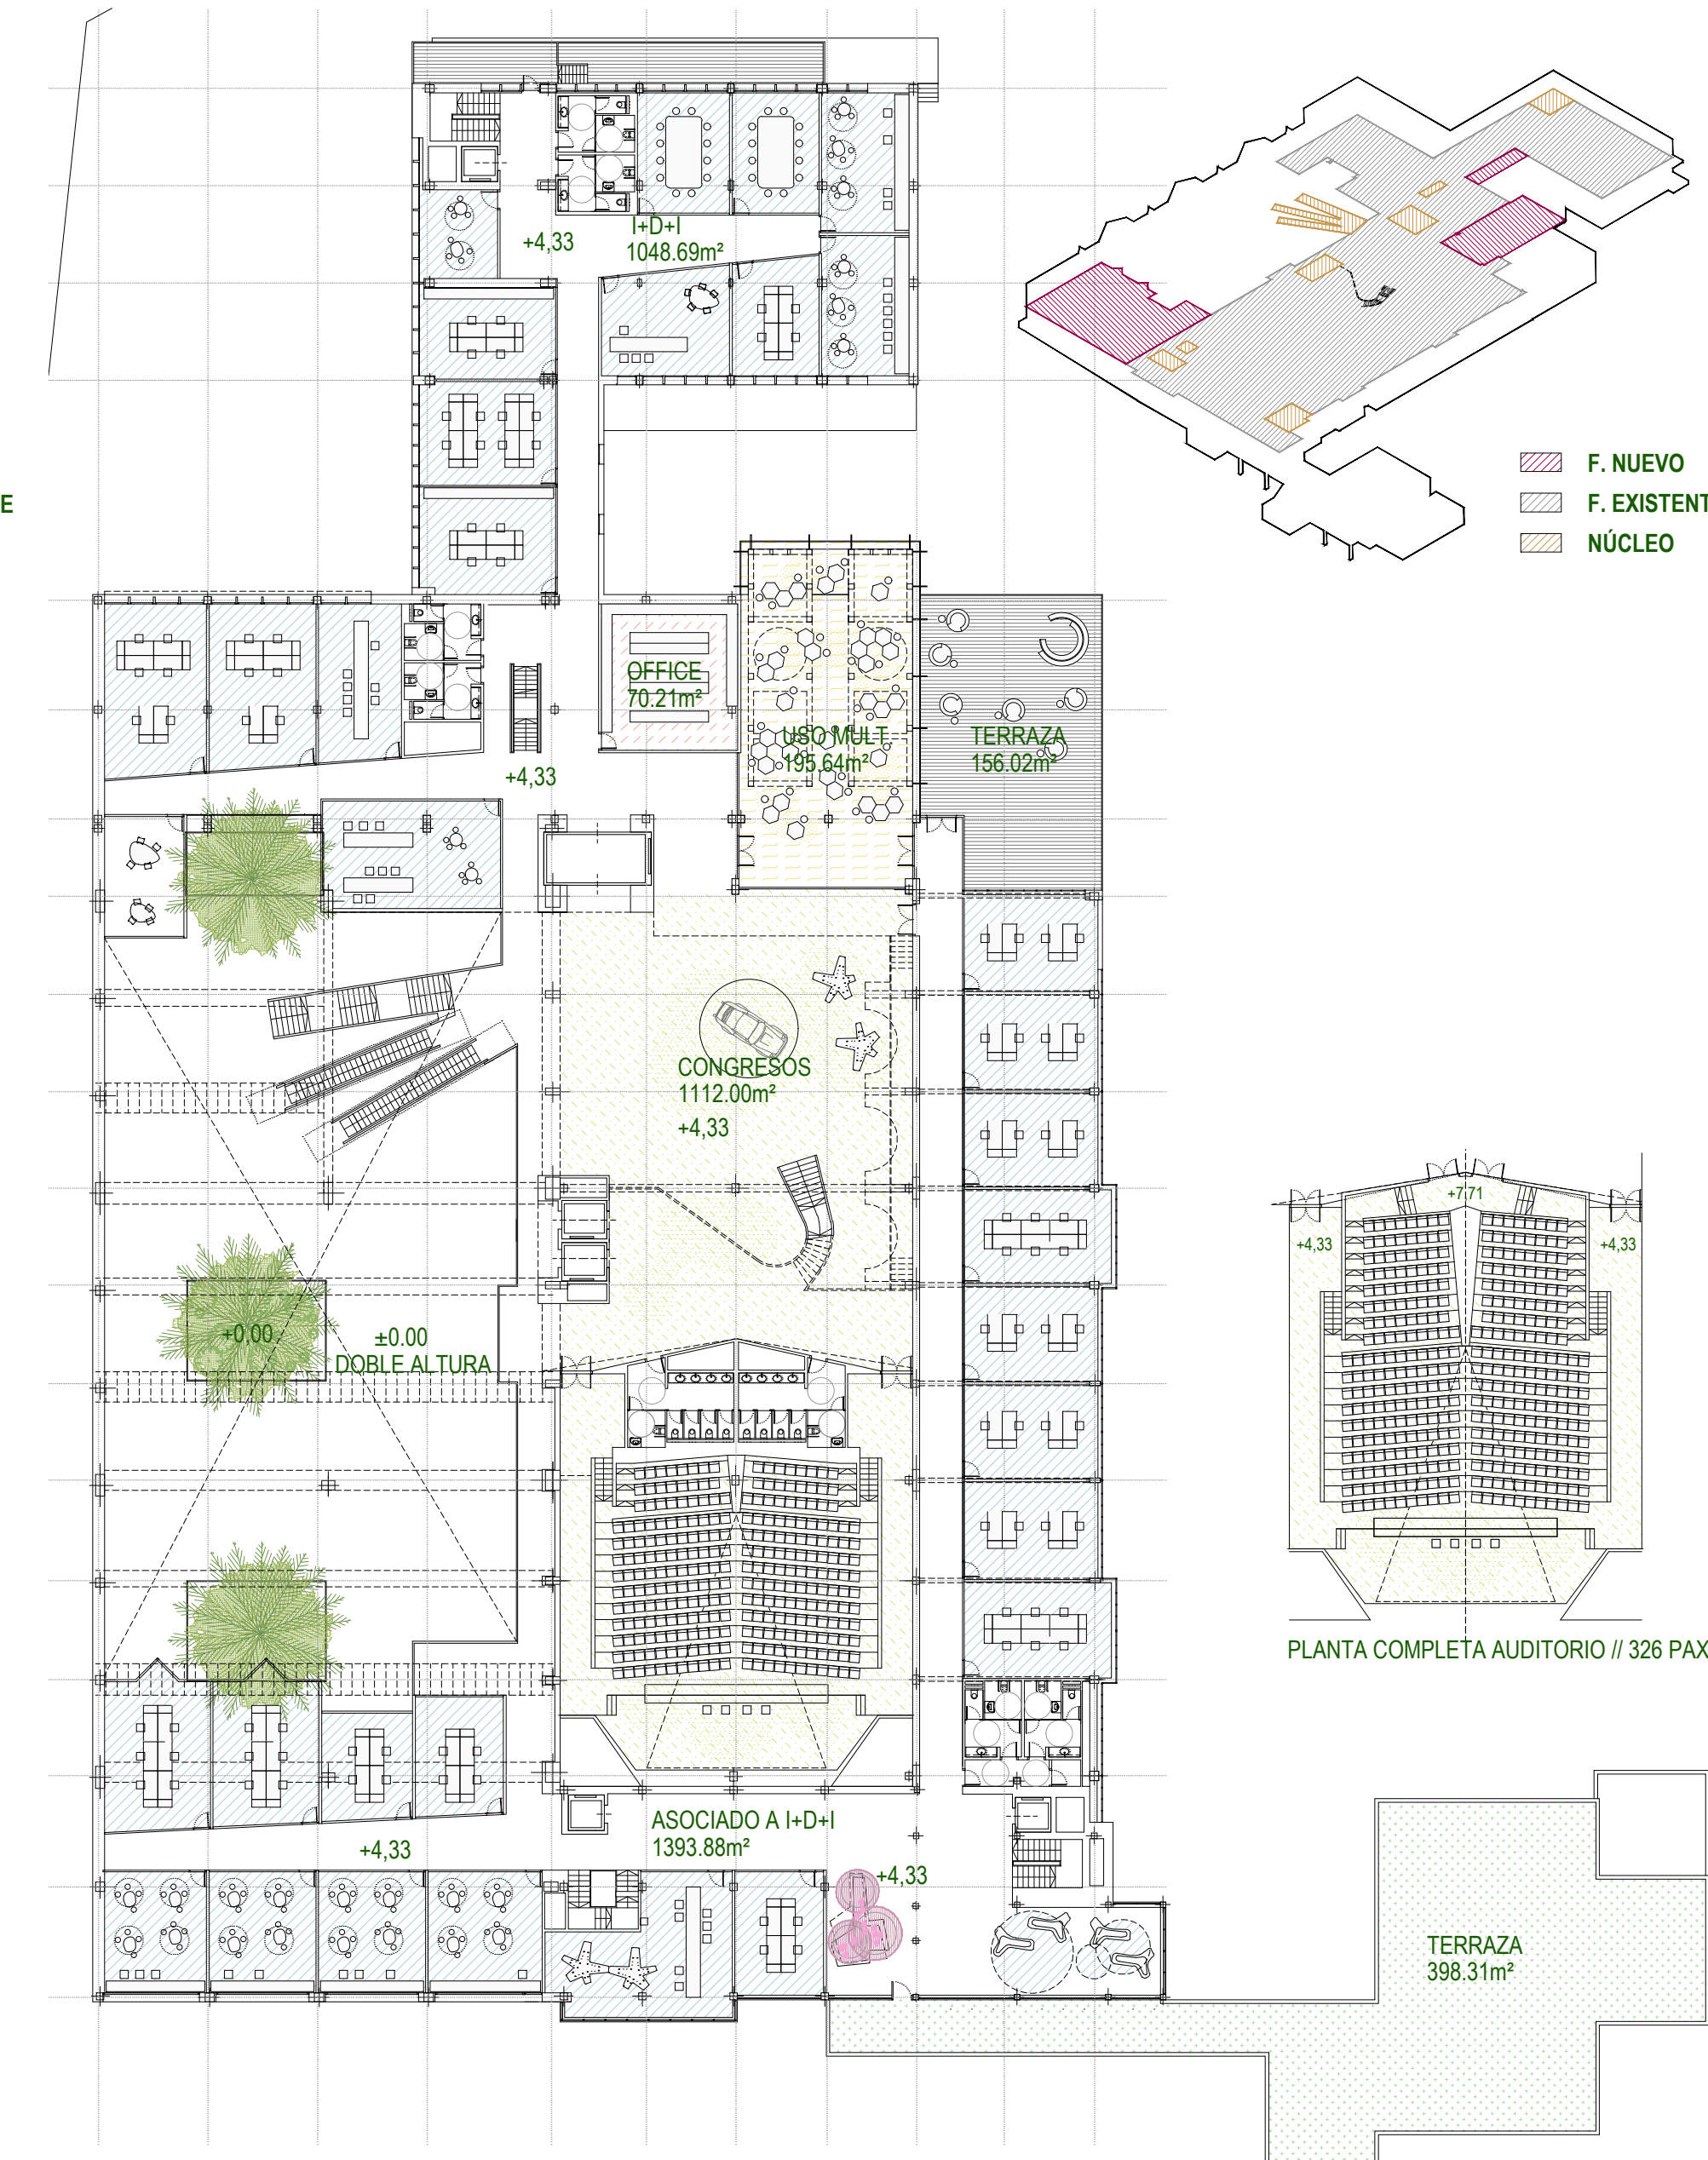 F. NUEVO
E
F. EXISTENT
NÚCLEO
I+D+I
1048.69m²
+4,33
OFFICE
70.21m²
USO MULT
195.64m²
TERRAZA
156.02m²
+4,33
CONGRESOS
1112.00m²
+4,33
+7,71
+4,33
+4,33
PLANTA COMPLETA AUDITORIO // 326 PAX
+0,00
±0.00
DOBLE ALTURA
ASOCIADO A I+D+I
1393.88m²
+4,33
+4,33
TERRAZA
398.31m²